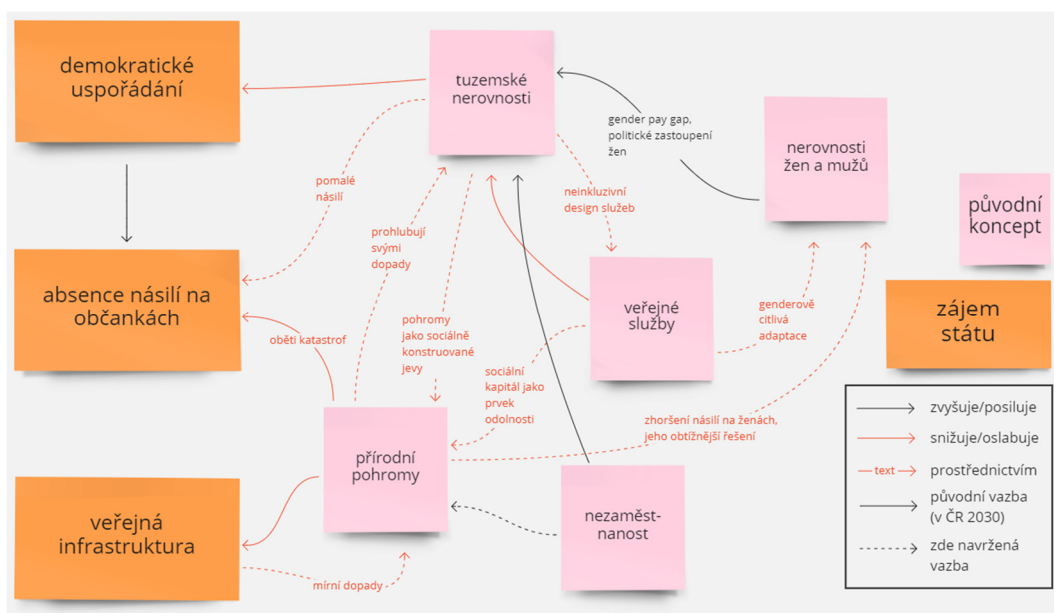 demokratické
uspořádání
tuzemské
nerovnosti
gender pay gap,
politické zastoupení
žen
nerovnosti
žen a mužů
pomalé
násilí
neinkluzivní
design služeb
původní
koncept
prohlubují
svými
dopady
absence násilí na
občankách
veřejné
služby
genderově
citlivá
adaptace
zájem
státu
oběti katastrof
pohromy
jako sociálně
konstruované
jevy
sociální
kapitál jako
prvek
odolnosti
zvyšuje/posiluje
zhoršení násilí na ženách,
jeho obtížnější řešení
snižuje/oslabuje
přírodní
pohromy
text
prostřednictvím
veřejná
infrastruktura
nezaměst-
nanost
původní vazba
(v ČR 2030)
zde navržená
vazba
mírní dopady